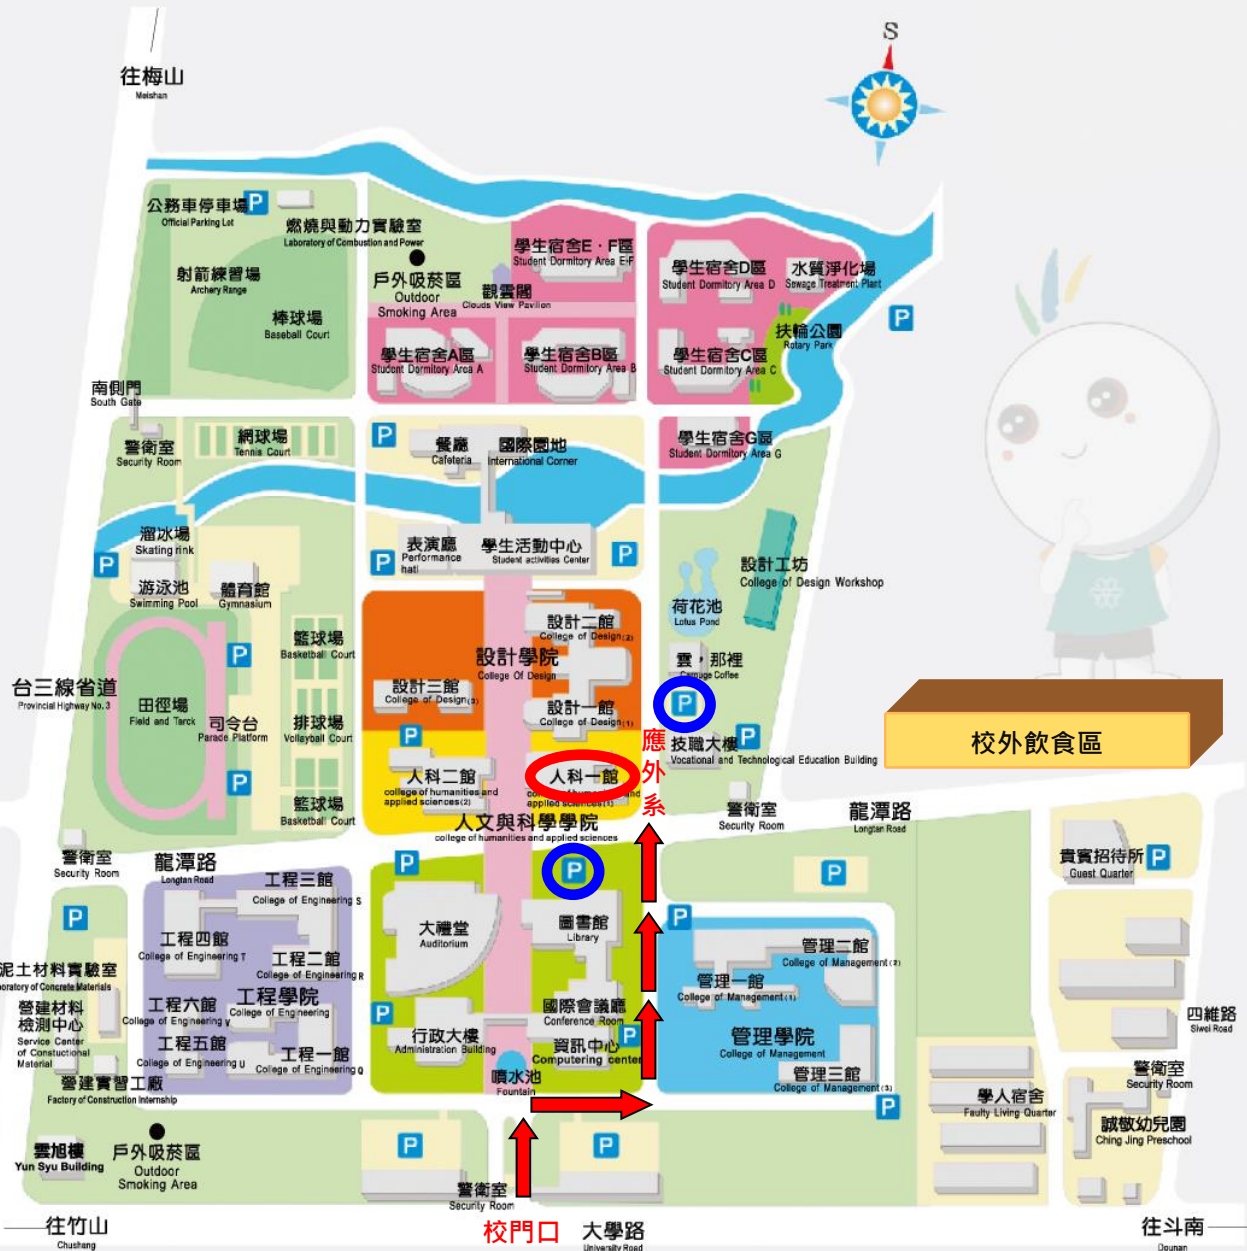 S
往梅山
Meishan
公務車停車場
P
Official Parking Lot
燃燒與動力實驗室
Laboratory of Combustion and Power
射箭練習場
Archery Range
棒球場
Baseball Court
戶外吸菸區
Outdoor
Smoking Area
觀雲閣
Clouds View Pavilion
學生宿舍E·F區
Student Dormitory Area E·F
學生宿舍D區
Student Dormitory Area D
水質淨化場
Sewage Treatment Plant
P
扶輪公園
Rotary Park
學生宿舍A區
Student Dormitory Area A
學生宿舍B區
Student Dormitory Area B
學生宿舍C區
Student Dormitory Area C
南側門
South Gate
警衛室
Security Room
網球場
Tennis Court
P
餐廳
Cafeteria
國際園地
International Corner
學生宿舍G區
Student Dormitory Area G
溜冰場
Skating rink
P
游泳池
Swimming Pool
體育館
Gymnasium
P
表演廳
Performance
hatl
學生活動中心
Student activities Center
P
設計工坊
College of Design Workshop
荷花池
Lotus Pond
籃球場
Basketball Court
P
設計二館
College of Design(2)
設計學院
College Of Design
雲，那裡
P
台三線省道
Provincial Highway No.3
田徑場
Field and Tarck
司令台
Parade Platform
排球場
Volleyball Court
P
設計三館
College of Design(3)
設計一館
College of Design(1)
應
外
系
技職大樓
P
Vocational and Technological Education Building
校外飲食區
籃球場
Basketball Court
P
人科二館
college of humanities and
applied sciences(2)
人科一館
college of humanities and
applied sciences(1)
人文與科學學院
college of humanities and applied sciences
警衛室
Security Room
龍潭路
Longtan Road
警衛室
Security Room
龍潭路
Longtan Road
P
P
P
貴賓招待所
P
Guest Quarter
P
工程三館
College of Engineering S
工程四館
College of Engineering T
工程二館
College of Engineering R
工程學院
College of Engineering
工程六館
College of Engineering V
工程五館
College of Engineering U
工程一館
College of Engineering Q
泥土材料實驗室
oratory of Concrete Materials
營建材料
檢測中心
Service Center
of Constuctional
Material
營建實習工廠
Factory of Construction Internship
大禮堂
Auditorium
圖書館
Library
P
行政大樓
Administration Building
國際會議廳
Conference Room
資訊中心
P
Computering center
噴水池
Fountain
P
管理二館
College of Management(2)
管理一館
College of Management(1)
管理學院
College of Management
管理三館
College of Management(3)
P
四維路
Siwei Road
警衛室
Security Room
學人宿舍
Faulty Living Quarter
誠敬幼兒園
Ching Jing Preschool
雲旭樓
Yun Syu Building
戶外吸菸區
Outdoor
Smoking Area
P
P
警衛室
Security Room
校門口
大學路
University Road
往竹山
Chushang
往斗南
Dounan